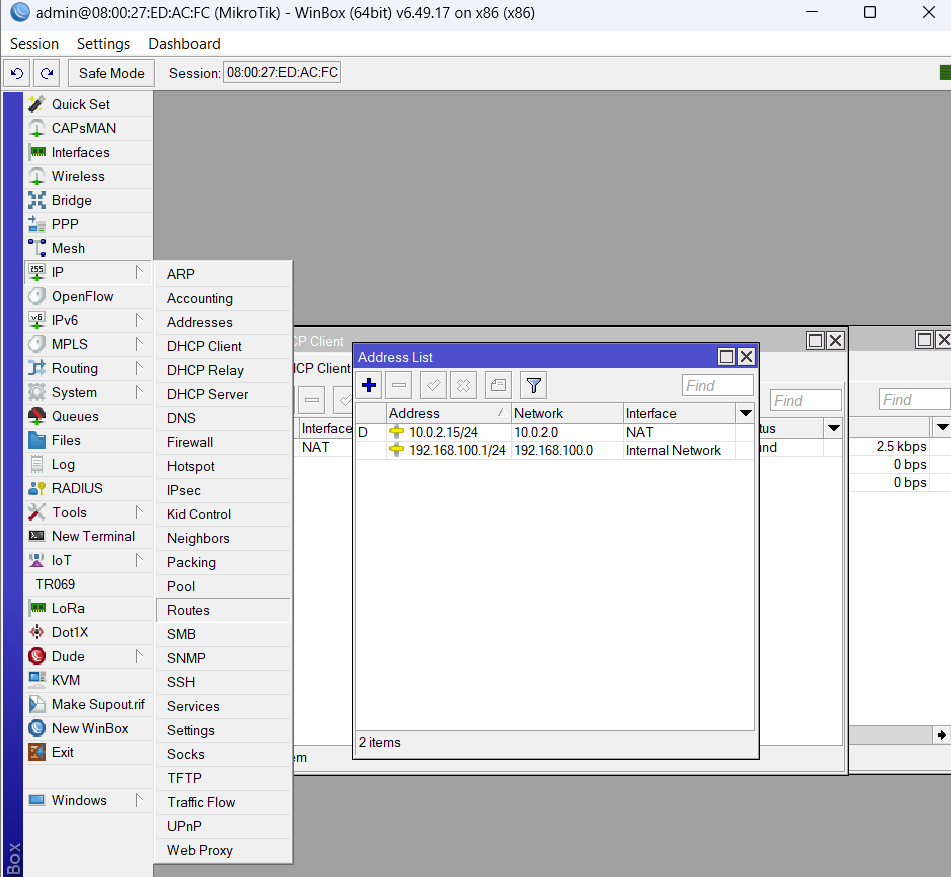 admin@08:00:27:ED:AC:FC (MikroTik) - WinBox (64bit) v6.49.17 on x86 (x86)
Session Settings Dashboard
Safe Mode Session: 08:00:27:ED:AC:FC
Quick Set
CAPsMAN
Interfaces
Wireless
Bridge
PPP
Mesh
IP
OpenFlow
IPv6
MPLS
Routing
System
Queues
Files
Log
RADIUS
Tools
New Terminal
IoT
TR069
LoRa
Dot1X
Dude
KVM
Make Supout.rif
New WinBox
Exit
Windows
Box
ARP
Accounting
Addresses
DHCP Client
DHCP Relay
DHCP Server
DNS
Firewall
Hotspot
IPsec
Kid Control
Neighbors
Packing
Pool
Routes
SMB
SNMP
SSH
Services
Settings
Socks
TFTP
Traffic Flow
UPnP
Web Proxy
CP Client
HCP Client
Interface
NAT
em
Address List
Find
Address Network Interface
D 10.0.2.15/24 10.0.2.0 NAT
192.168.100.1/24 192.168.100.0 Internal Network
2 items
Find
tus
und
Find
2.5 kbps
0 bps
0 bps